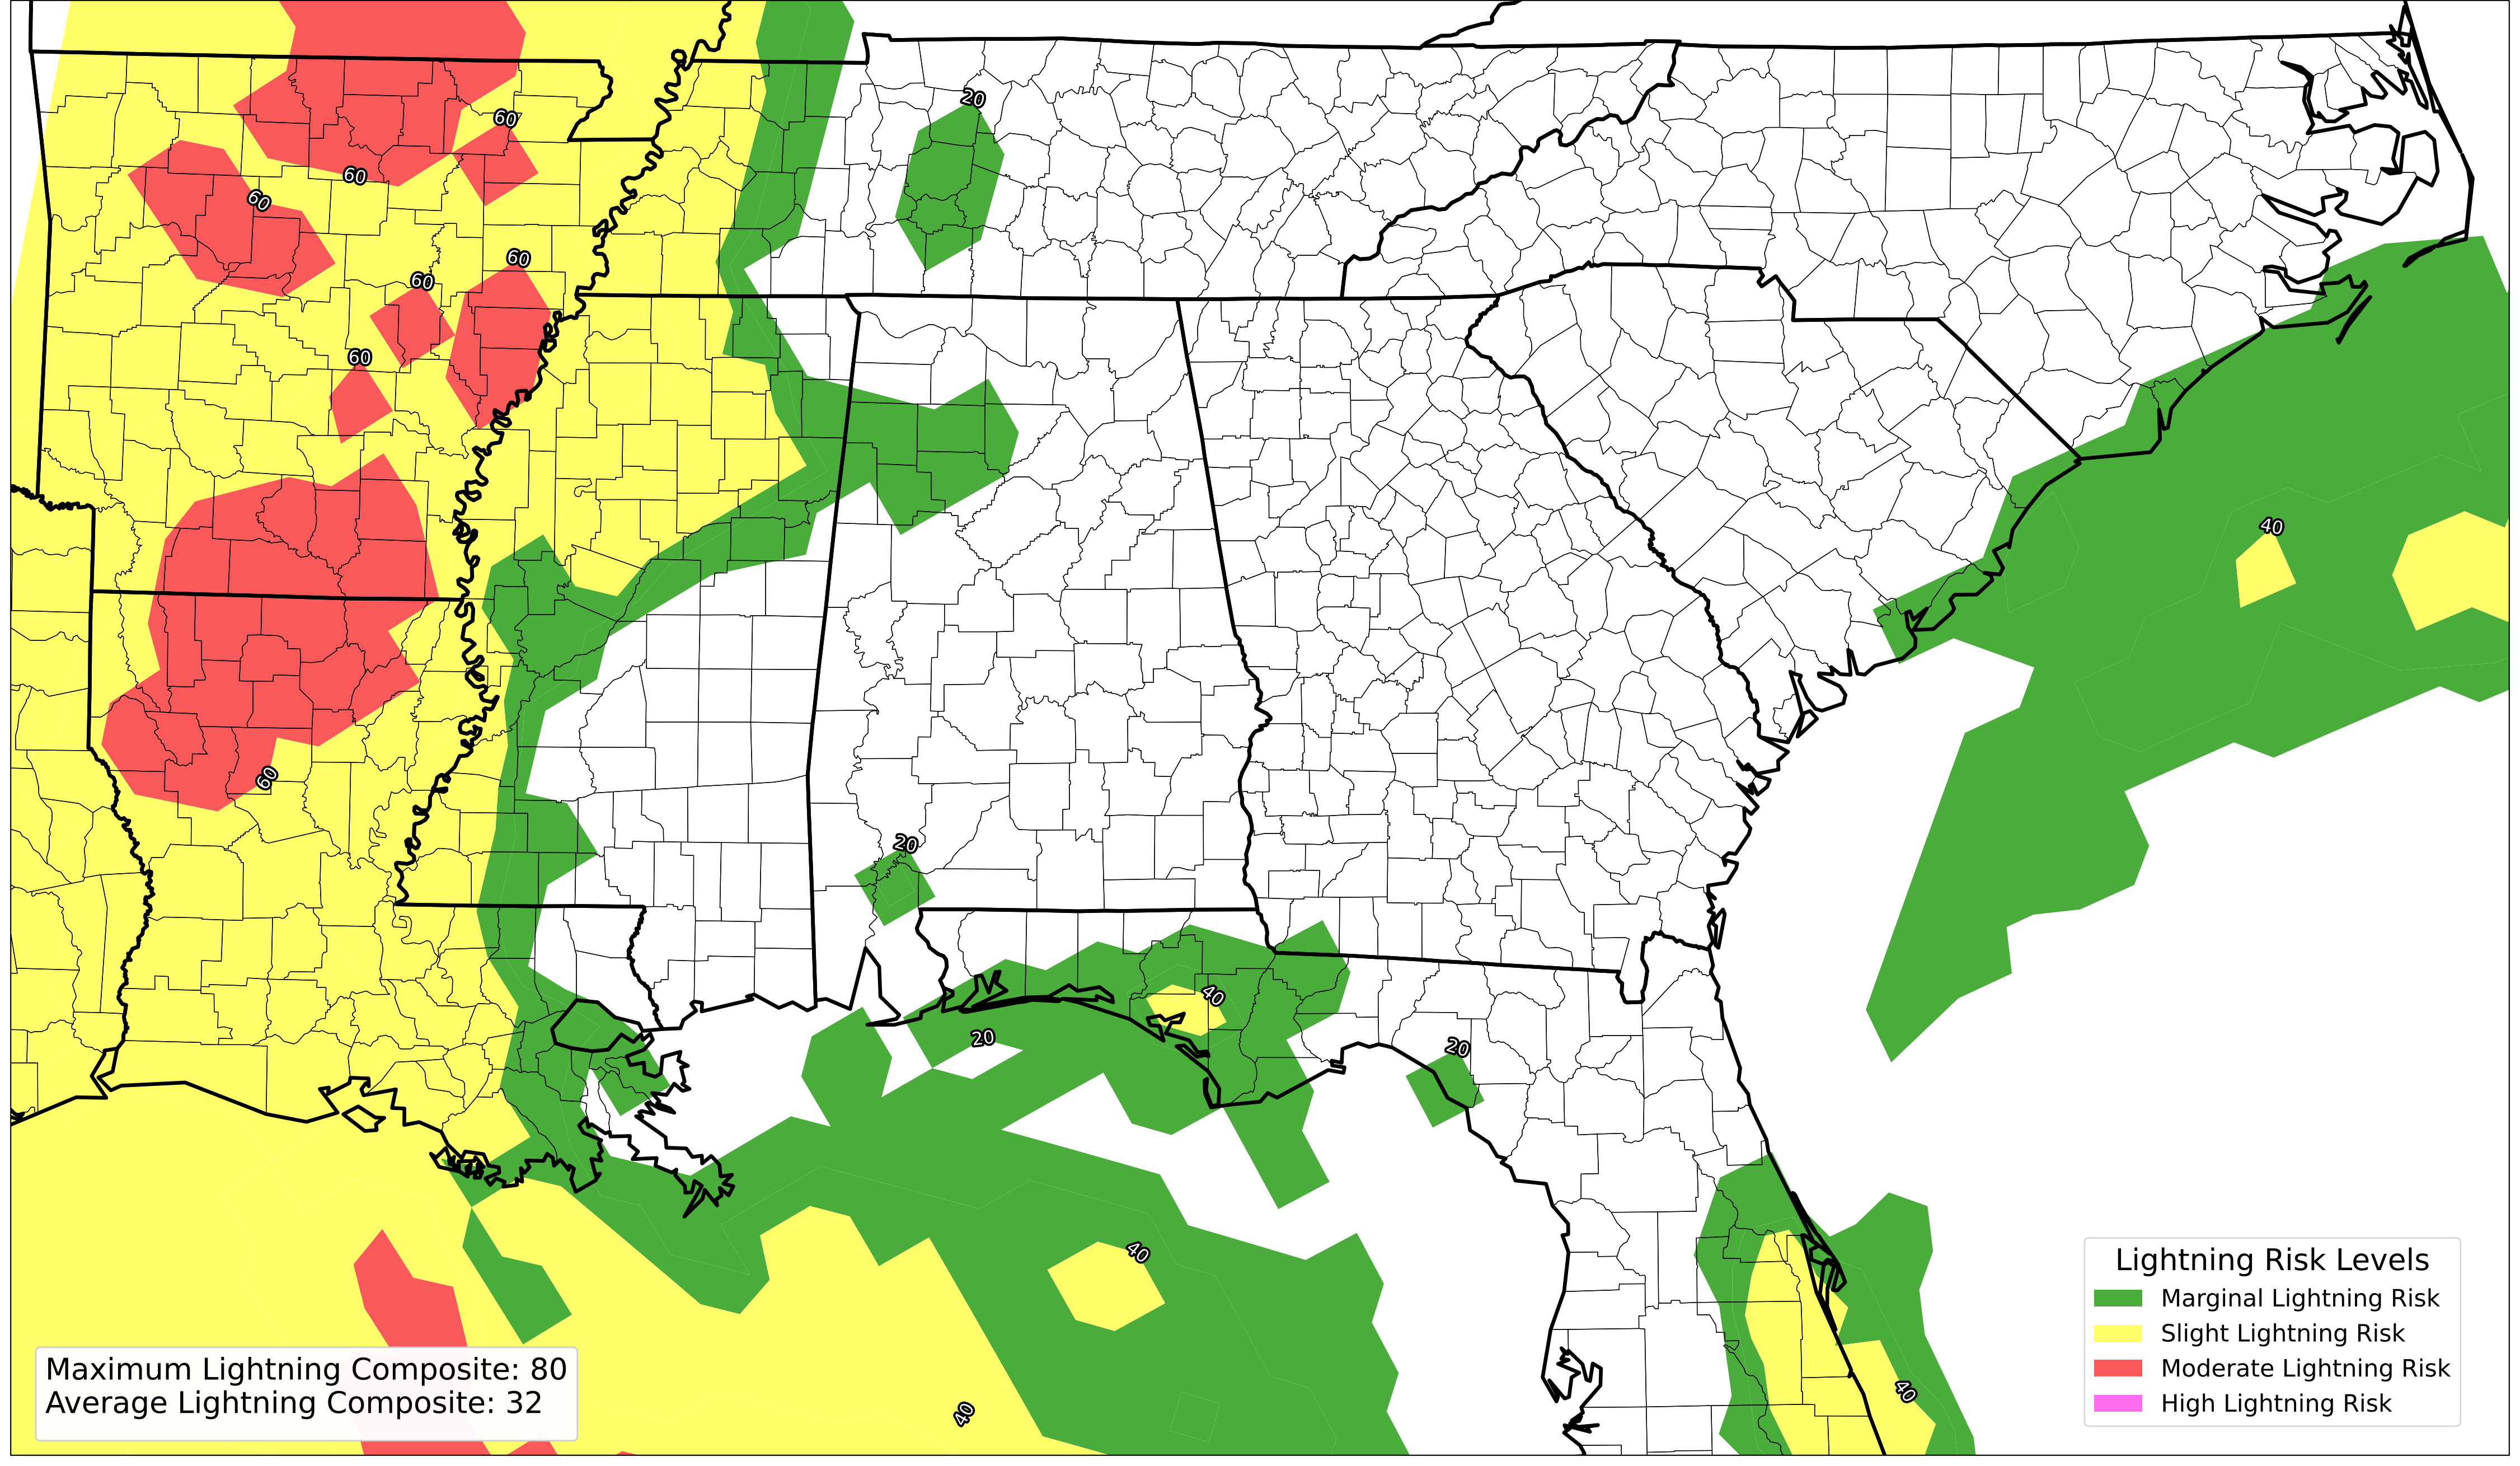 20
60
60
60
60
60
60
40
60
20
40
20
20
40
40
40
Lightning Risk Levels
Marginal Lightning Risk
Slight Lightning Risk
Moderate Lightning Risk
High Lightning Risk
Maximum Lightning Composite: 80
Average Lightning Composite: 32